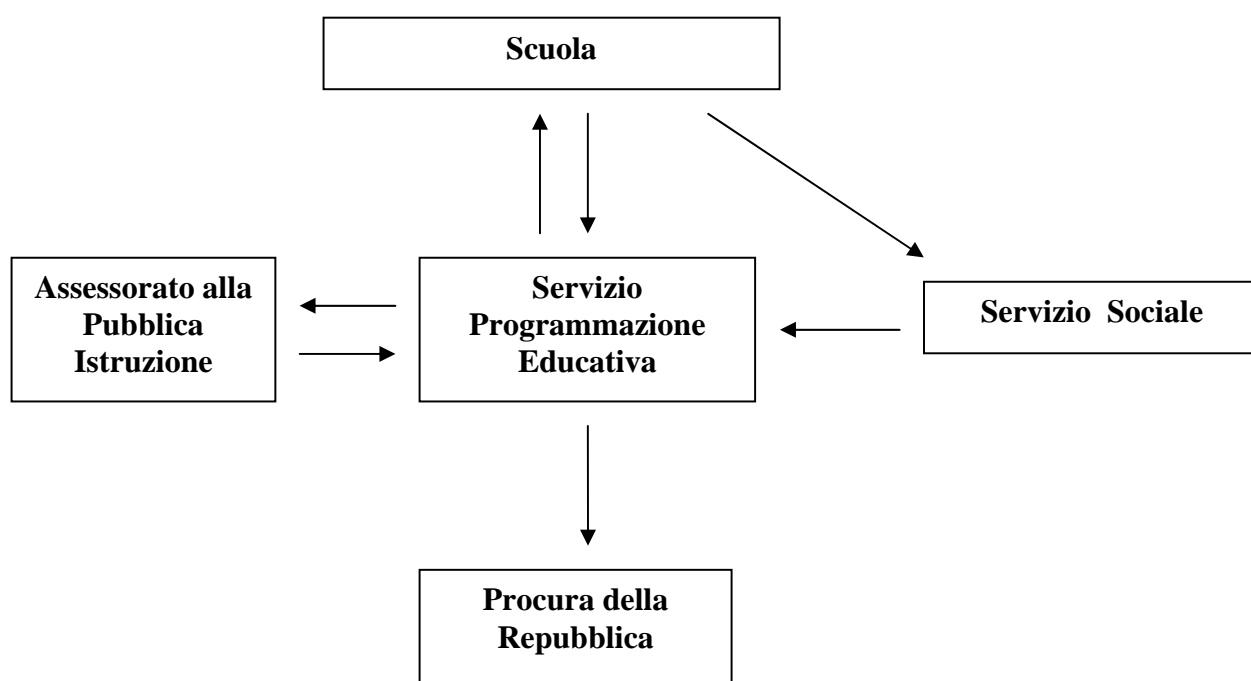 Scuola
Assessorato alla
Pubblica
Istruzione
Servizio
Programmazione
Educativa
Servizio Sociale
Procura della
Repubblica